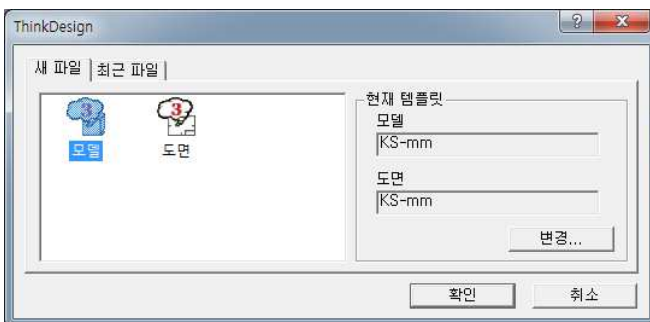 ThinkDesign
새 파일 최근 파일
모델
도면
현재 템플릿
모델
KS-mm
도면
KS-mm
변경...
확인
취소